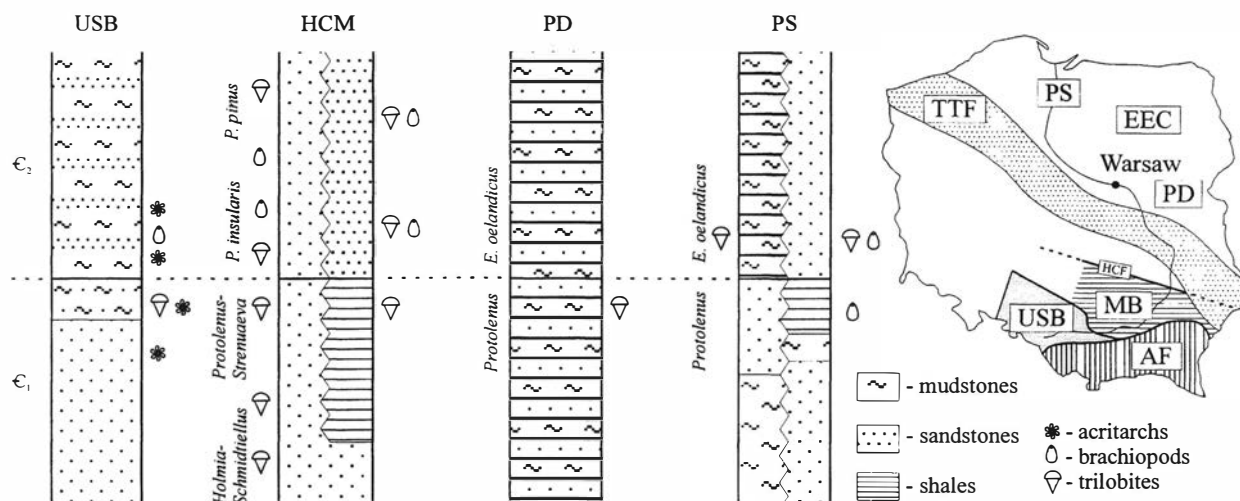 USB
HCM
PD
PS
Є₂
Є₁
P. pinus
P. insularis
Protolenus-
Strenuaeva
Holmia-
Schmidtiellus
E. oelandicus
Protolenus
E. oelandicus
Protolenus
TTF
PS
EEC
Warsaw
PD
HCF
MB
USB
AF
- mudstones
- sandstones
- shales
- acritarchs
- brachiopods
- trilobites